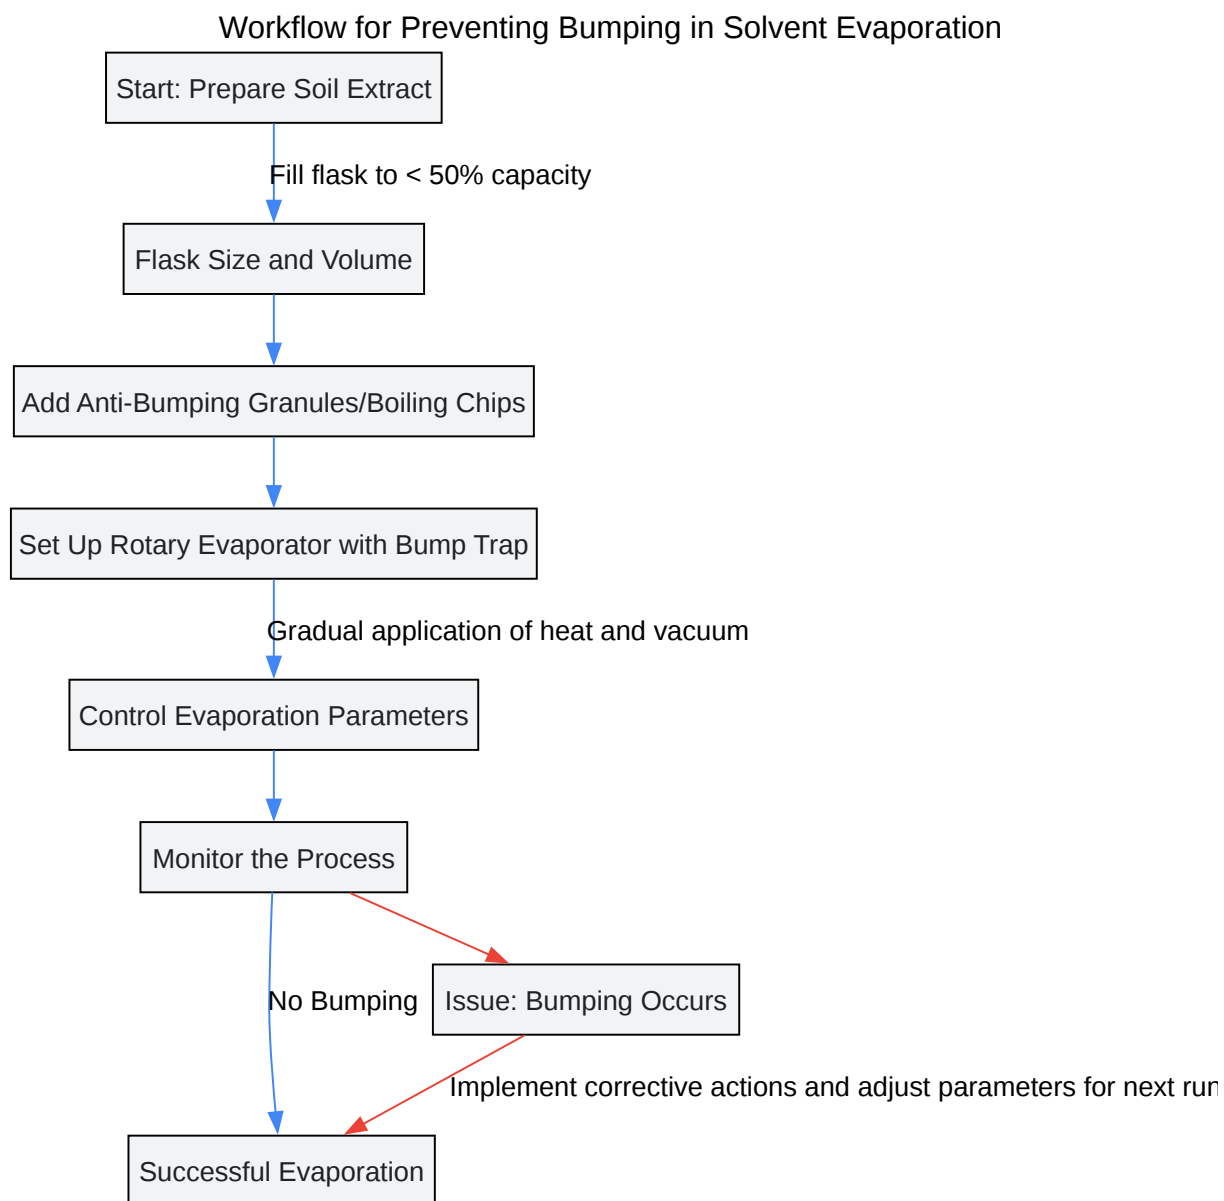 Workflow for Preventing Bumping in Solvent Evaporation
Start: Prepare Soil Extract
Fill flask to < 50% capacity
Flask Size and Volume
Add Anti-Bumping Granules/Boiling Chips
Set Up Rotary Evaporator with Bump Trap
Gradual application of heat and vacuum
Control Evaporation Parameters
Monitor the Process
No Bumping
Issue: Bumping Occurs
Implement corrective actions and adjust parameters for next run
Successful Evaporation